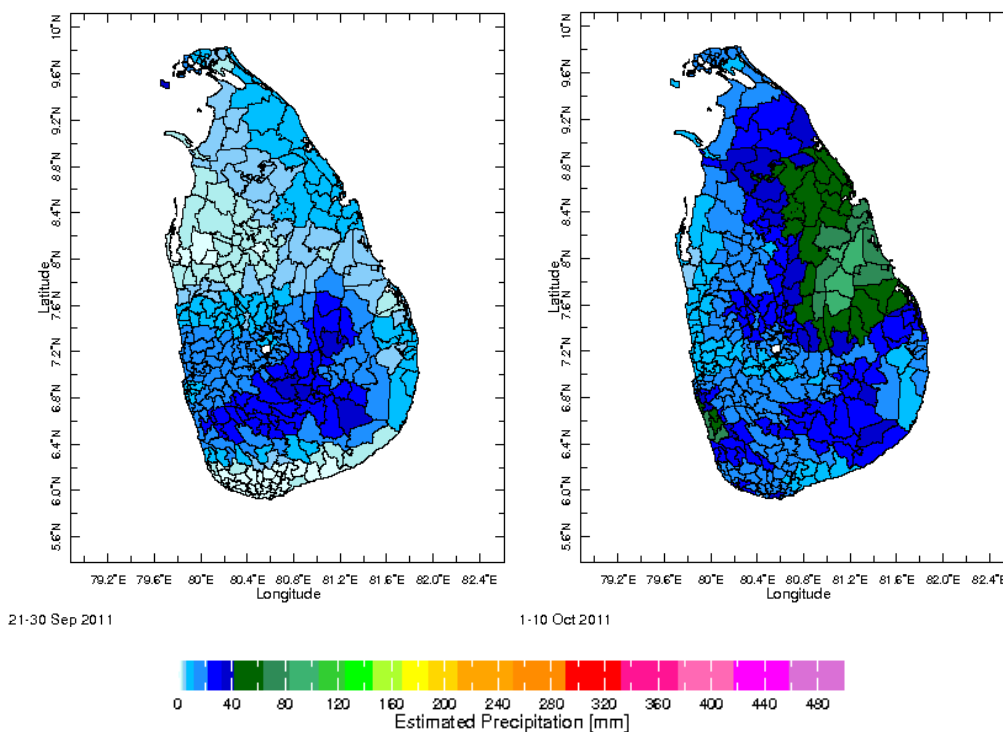 10°N
9.6°N
9.2°N
8.8°N
8.4°N
8°N
7.6°N
7.2°N
6.8°N
6.4°N
6.0°N
5.6°N
Latitude
79.2°E 79.6°E 80°E 80.4°E 80.8°E 81.2°E 81.6°E 82.0°E 82.4°E
Longitude
21-30 Sep 2011
10°N
9.6°N
9.2°N
8.8°N
8.4°N
8°N
7.6°N
7.2°N
6.8°N
6.4°N
6.0°N
5.6°N
Latitude
79.2°E 79.6°E 80°E 80.4°E 80.8°E 81.2°E 81.6°E 82.0°E 82.4°E
Longitude
1-10 Oct 2011
0 40 80 120 160 200 240 280 320 360 400 440 480
Estimated Precipitation [mm]